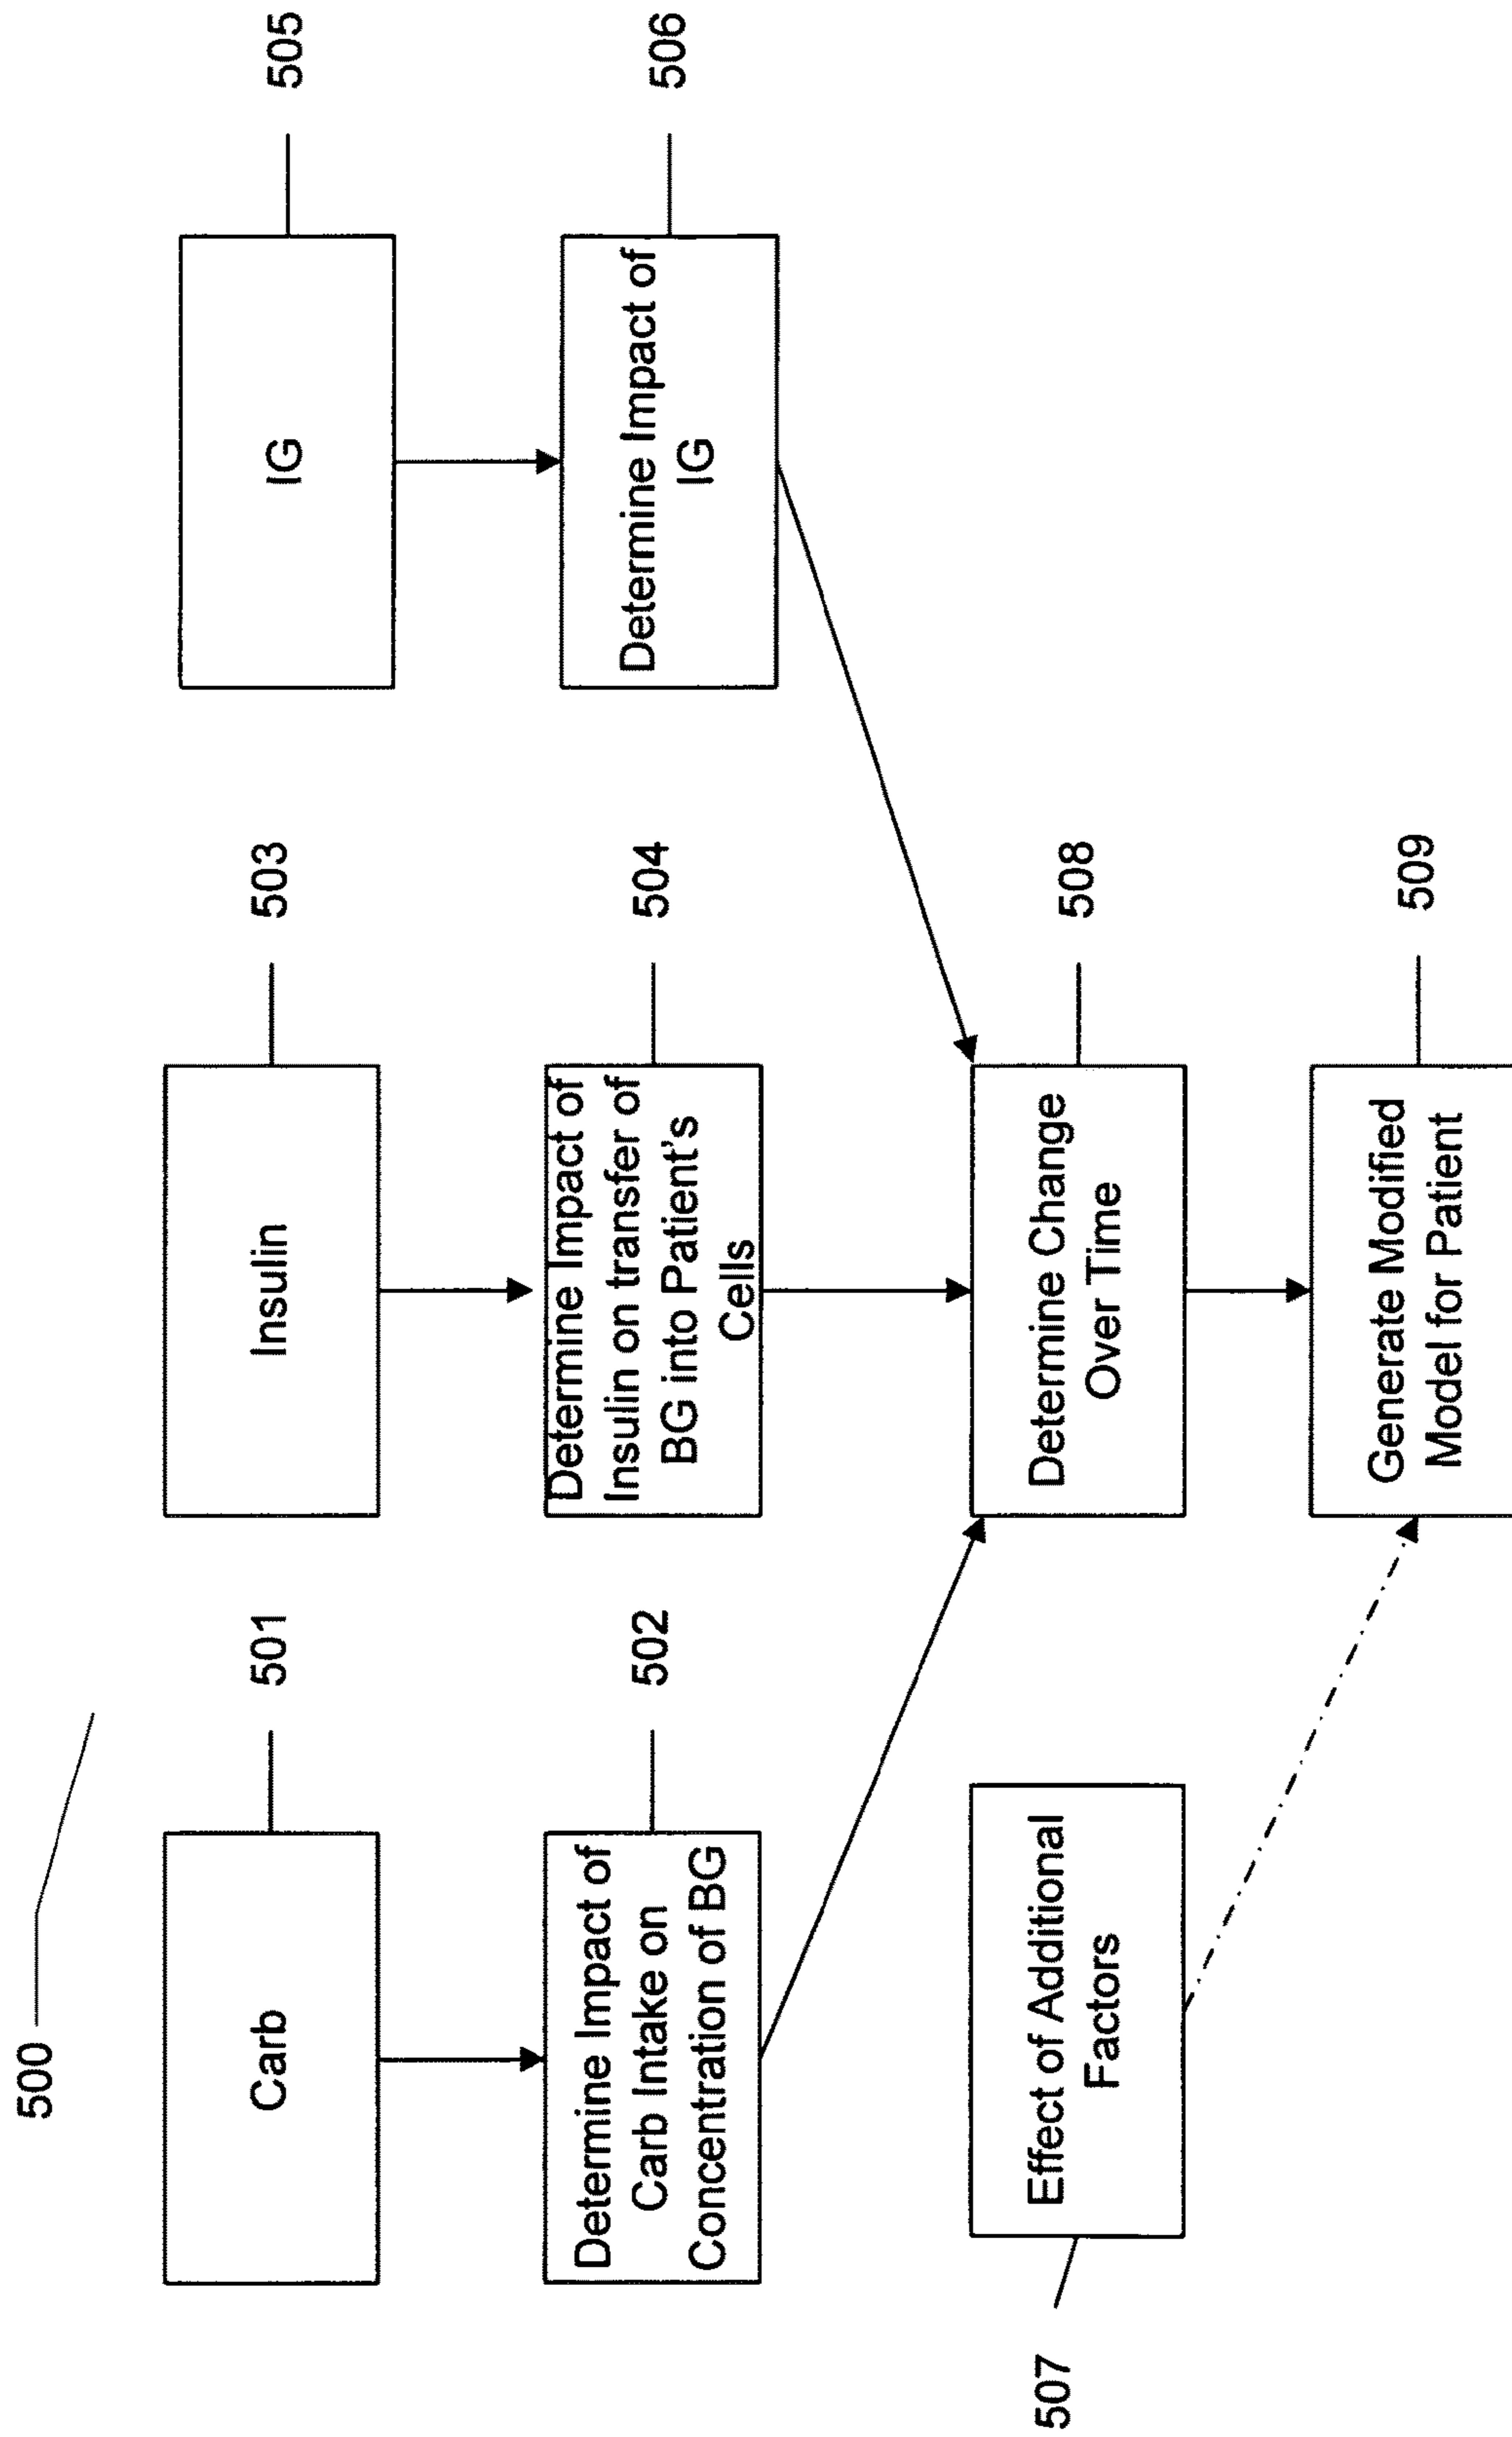 500
Carb
501
Insulin
503
IG
505
Determine Impact of
Carb Intake on
Concentration of BG
502
Determine Impact of
Insulin on transfer of
BG into Patient's
Cells
504
Determine Impact of
IG
506
507
Effect of Additional
Factors
Determine Change
Over Time
508
Generate Modified
Model for Patient
509